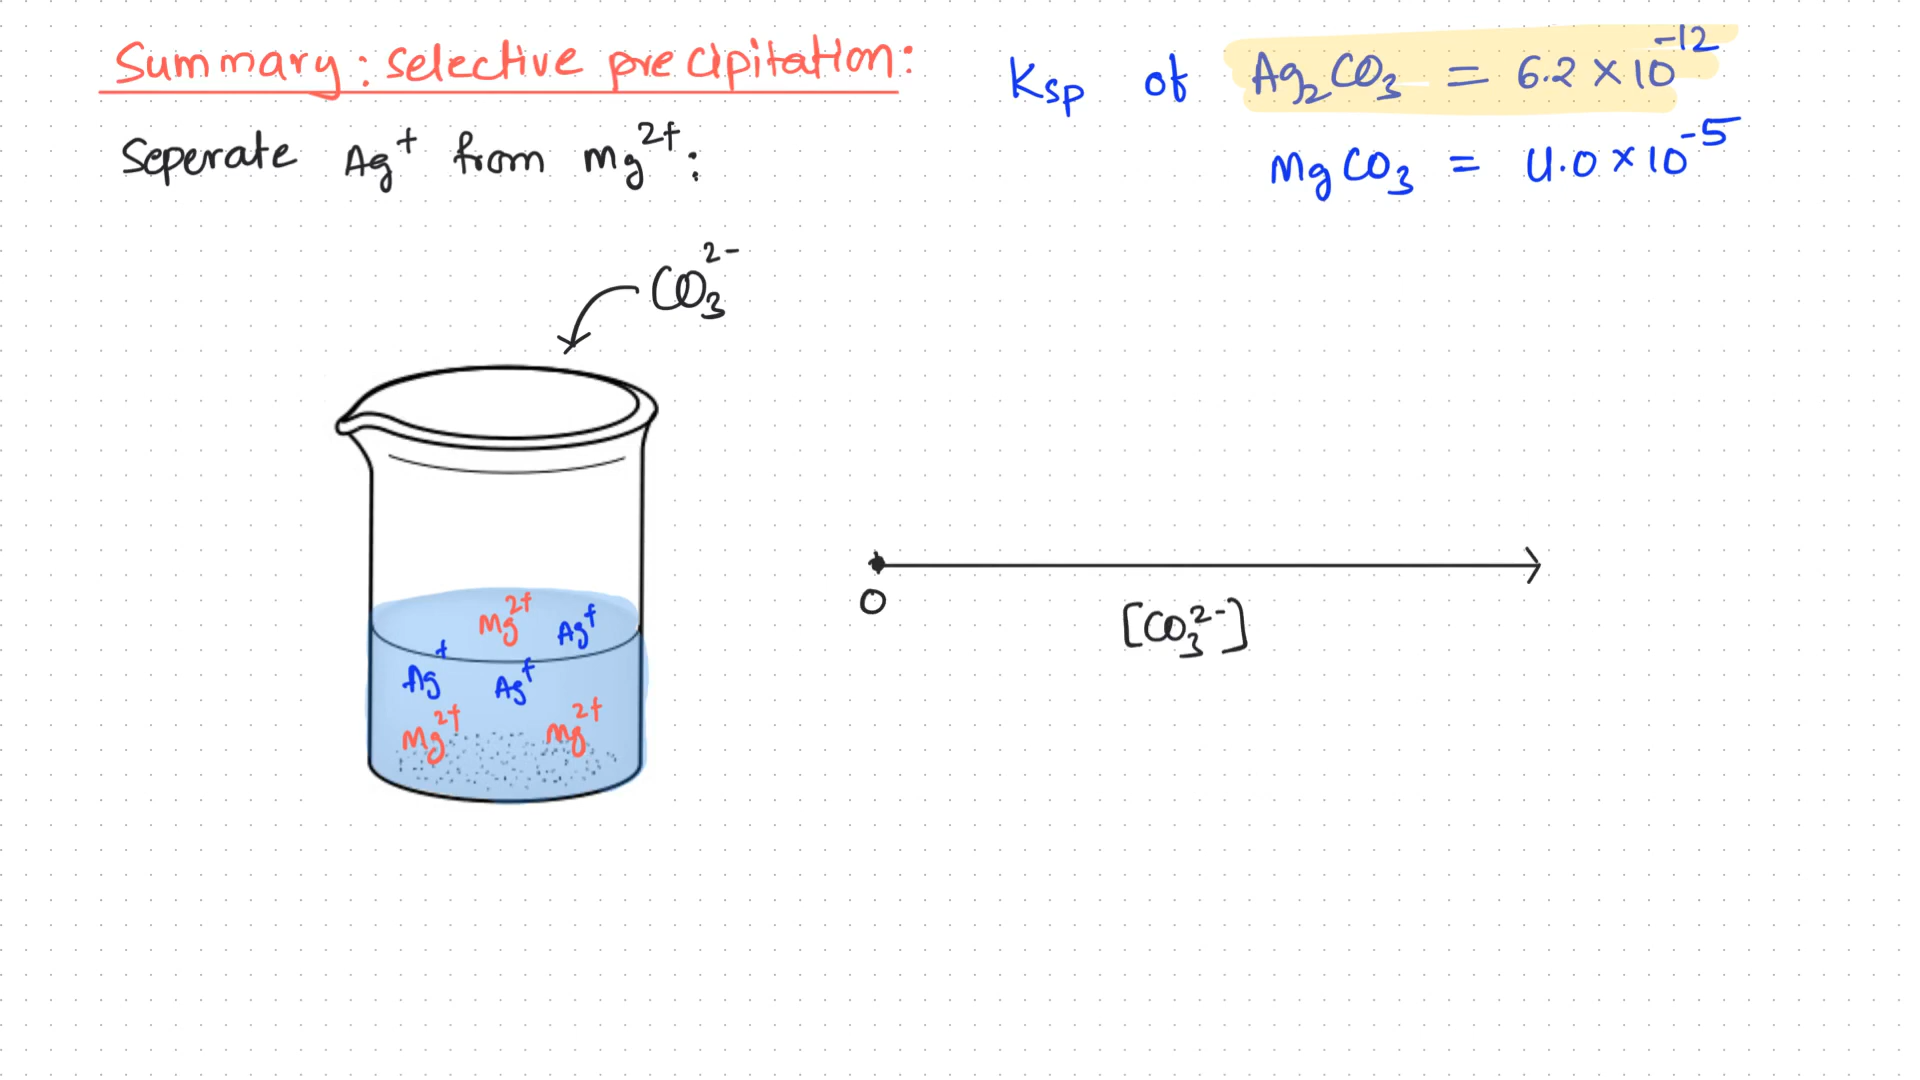 Summary: selective precipitation:
Seperate Ag⁺ from Mg²⁺:
Ksp of Ag₂CO₃ = 6.2 × 10⁻¹²
MgCO₃ = 4.0 × 10⁻⁵
CO₃²⁻
Mg²⁺ Ag⁺
Ag⁺ Ag⁺
Mg²⁺ Mg²⁺
0
[CO₃²⁻]